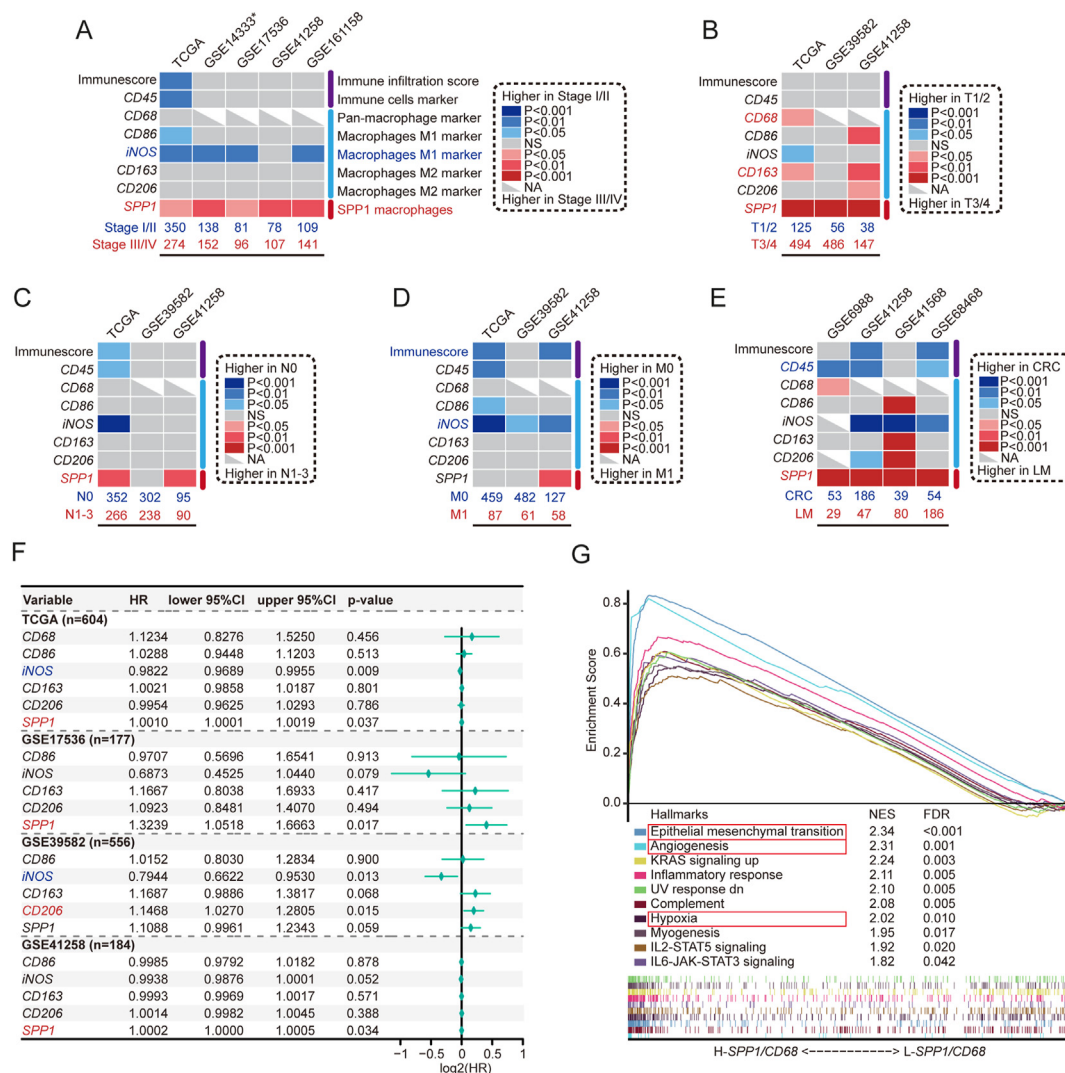 A
TCGA
GSE14333*
GSE17536
GSE41258
GSE161158
Immunescore
CD45
CD68
CD86
iNOS
CD163
CD206
SPP1
Immune infiltration score
Immune cells marker
Pan-macrophage marker
Macrophages M1 marker
Macrophages M1 marker
Macrophages M2 marker
Macrophages M2 marker
SPP1 macrophages
Stage I/II 350 138 81 78 109
Stage III/IV 274 152 96 107 141
Higher in Stage I/II
P<0.001
P<0.01
P<0.05
NS
P<0.05
P<0.01
P<0.001
NA
Higher in Stage III/IV
B
TCGA
GSE39582
GSE41258
Immunescore
CD45
CD68
CD86
iNOS
CD163
CD206
SPP1
T1/2 125 56 38
T3/4 494 486 147
Higher in T1/2
P<0.001
P<0.01
P<0.05
NS
P<0.05
P<0.01
P<0.001
NA
Higher in T3/4
C
TCGA
GSE39582
GSE41258
Immunescore
CD45
CD68
CD86
iNOS
CD163
CD206
SPP1
N0 352 302 95
N1-3 266 238 90
Higher in N0
P<0.001
P<0.01
P<0.05
NS
P<0.05
P<0.01
P<0.001
NA
Higher in N1-3
D
TCGA
GSE39582
GSE41258
Immunescore
CD45
CD68
CD86
iNOS
CD163
CD206
SPP1
M0 459 482 127
M1 87 61 58
Higher in M0
P<0.001
P<0.01
P<0.05
NS
P<0.05
P<0.01
P<0.001
NA
Higher in M1
E
GSE6988
GSE41258
GSE41568
GSE68468
Immunescore
CD45
CD68
CD86
iNOS
CD163
CD206
SPP1
CRC 53 186 39 54
LM 29 47 80 186
Higher in CRC
P<0.001
P<0.01
P<0.05
NS
P<0.05
P<0.01
P<0.001
NA
Higher in LM
F
Variable HR lower 95%CI upper 95%CI p-value
TCGA (n=604)
CD68 1.1234 0.8276 1.5250 0.456
CD86 1.0288 0.9448 1.1203 0.513
iNOS 0.9822 0.9689 0.9955 0.009
CD163 1.0021 0.9858 1.0187 0.801
CD206 0.9954 0.9625 1.0293 0.786
SPP1 1.0010 1.0001 1.0019 0.037
GSE17536 (n=177)
CD86 0.9707 0.5696 1.6541 0.913
iNOS 0.6873 0.4525 1.0440 0.079
CD163 1.1667 0.8038 1.6933 0.417
CD206 1.0923 0.8481 1.4070 0.494
SPP1 1.3239 1.0518 1.6663 0.017
GSE39582 (n=556)
CD86 1.0152 0.8030 1.2834 0.900
iNOS 0.7944 0.6622 0.9530 0.013
CD163 1.1687 0.9886 1.3817 0.068
CD206 1.1468 1.0270 1.2805 0.015
SPP1 1.1088 0.9961 1.2343 0.059
GSE41258 (n=184)
CD86 0.9985 0.9792 1.0182 0.878
iNOS 0.9938 0.9876 1.0001 0.052
CD163 0.9993 0.9969 1.0017 0.571
CD206 1.0014 0.9982 1.0045 0.388
SPP1 1.0002 1.0000 1.0005 0.034
−1 −0.5 0 0.5 1
log2(HR)
G
Enrichment Score
0.8
0.6
0.4
0.2
0.0
Hallmarks NES FDR
Epithelial mesenchymal transition 2.34 <0.001
Angiogenesis 2.31 0.001
KRAS signaling up 2.24 0.003
Inflammatory response 2.11 0.005
UV response dn 2.10 0.005
Complement 2.08 0.005
Hypoxia 2.02 0.010
Myogenesis 1.95 0.017
IL2-STAT5 signaling 1.92 0.020
IL6-JAK-STAT3 signaling 1.82 0.042
H-SPP1/CD68 <------------> L-SPP1/CD68